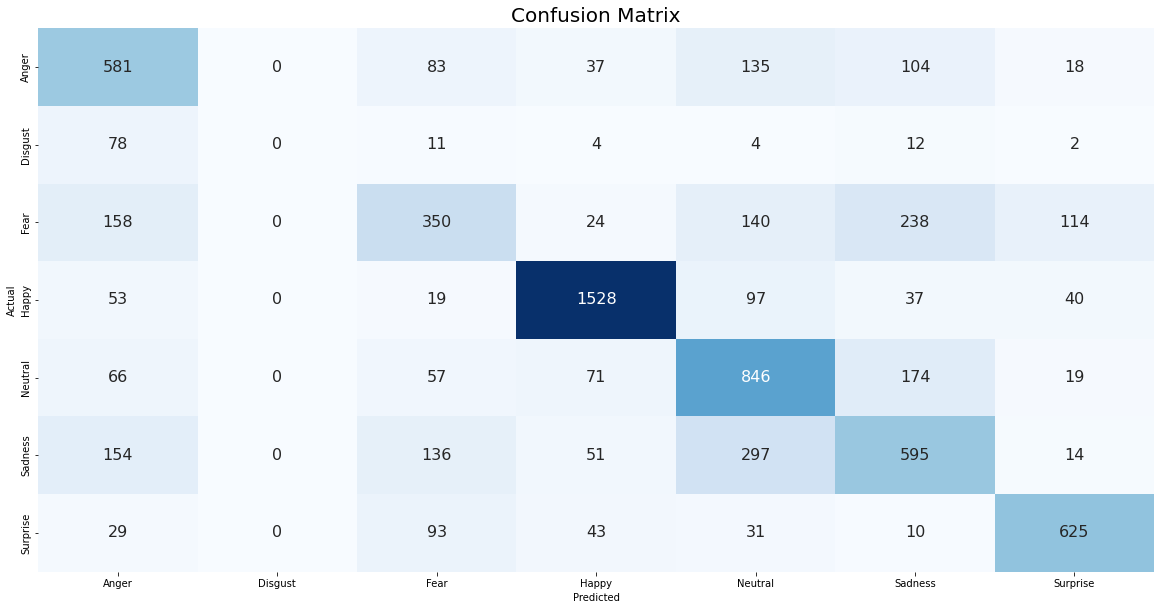 Confusion Matrix
Actual
Anger 581 0 83 37 135 104 18
Disgust 78 0 11 4 4 12 2
Fear 158 0 350 24 140 238 114
Happy 53 0 19 1528 97 37 40
Neutral 66 0 57 71 846 174 19
Sadness 154 0 136 51 297 595 14
Surprise 29 0 93 43 31 10 625
Anger Disgust Fear Happy Neutral Sadness Surprise
Predicted